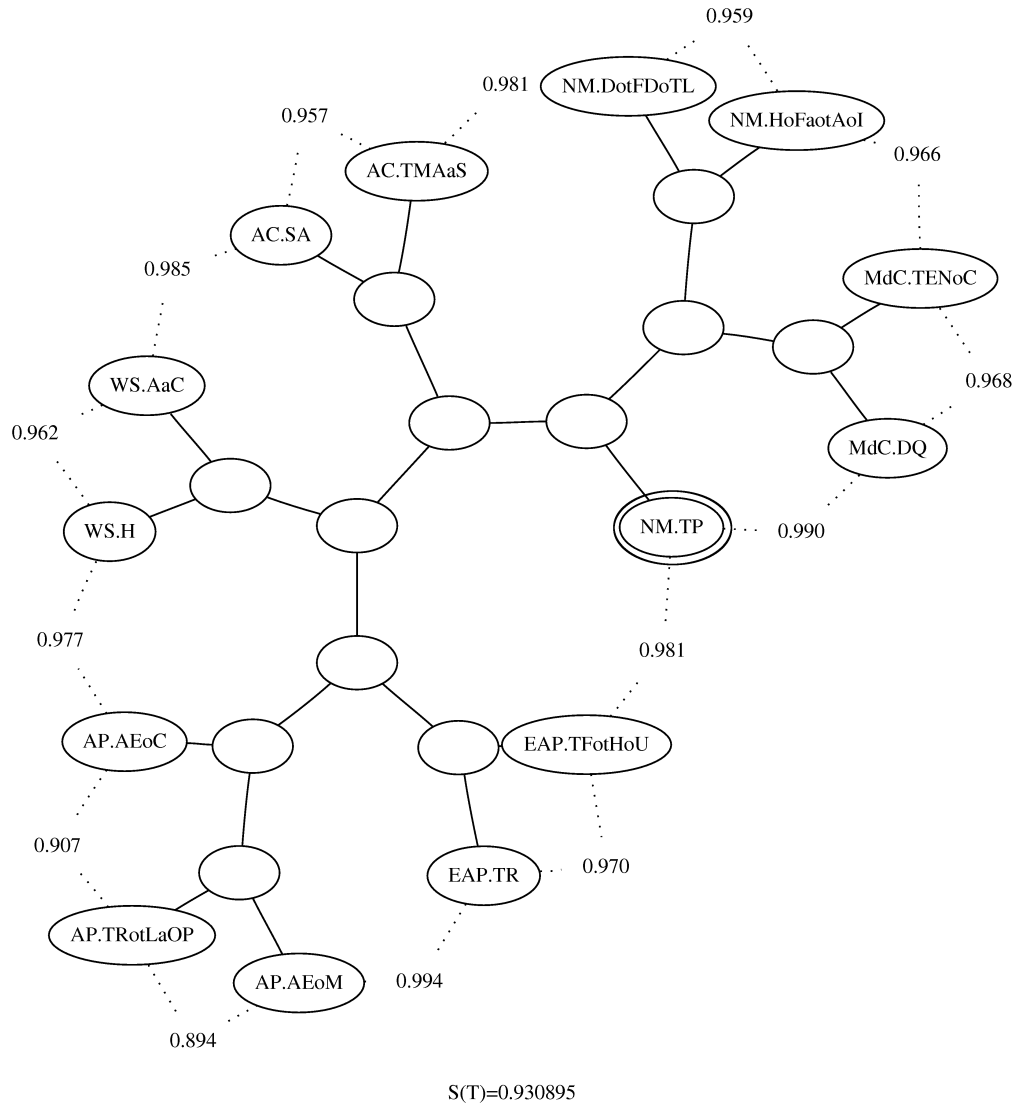 0.959
NM.DotFDoTL
0.981
0.957
NM.HoFaotAoI
0.966
AC.TMAaS
AC.SA
0.985
MdC.TENoC
0.968
WS.AaC
0.962
MdC.DQ
WS.H
NM.TP
0.990
0.977
0.981
AP.AEoC
EAP.TFotHoU
0.907
0.970
EAP.TR
AP.TRotLaOP
0.994
AP.AEoM
0.894
S(T)=0.930895